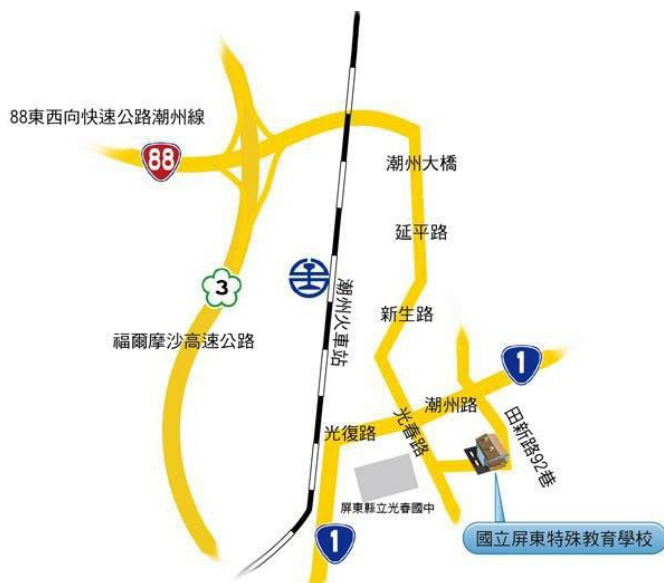 88東西向快速公路潮州線
88
潮州大橋
延平路
3
潮州火車站
新生路
福爾摩沙高速公路
1
潮州路
光復路
光春路
田新路92巷
屏東縣立光春國中
1
國立屏東特殊教育學校